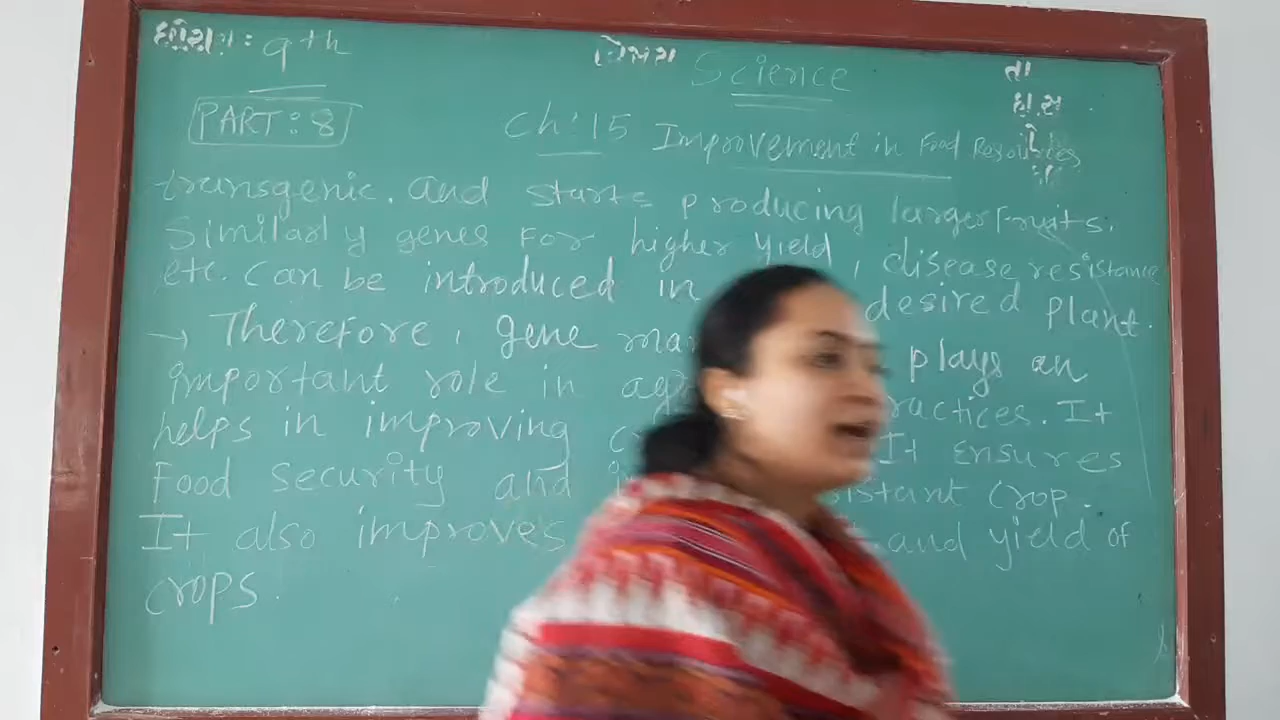 ધોરણ : 9th
વિષય Science
તા
PART : 8
Ch : 15 Improvement in Food Resources
transgenic. and starts producing larger fruits.
Similarly genes for higher yield, disease resistance
etc. can be introduced in desired plant.
→ Therefore, gene plays an
important role in practices. It
helps in improving It ensures
Food security and crop.
It also improves and yield of
crops.